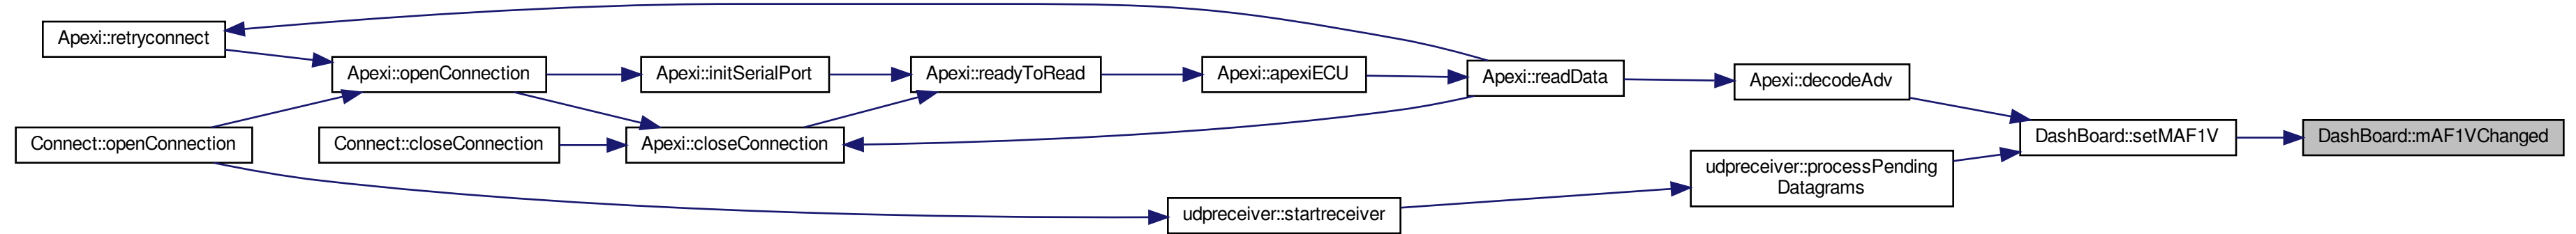 Apexi::retryconnect
Apexi::openConnection
Apexi::initSerialPort
Apexi::readyToRead
Apexi::apexiECU
Apexi::readData
Apexi::decodeAdv
Connect::openConnection
Connect::closeConnection
Apexi::closeConnection
DashBoard::setMAF1V
DashBoard::mAF1VChanged
udpreceiver::processPending
Datagrams
udpreceiver::startreceiver